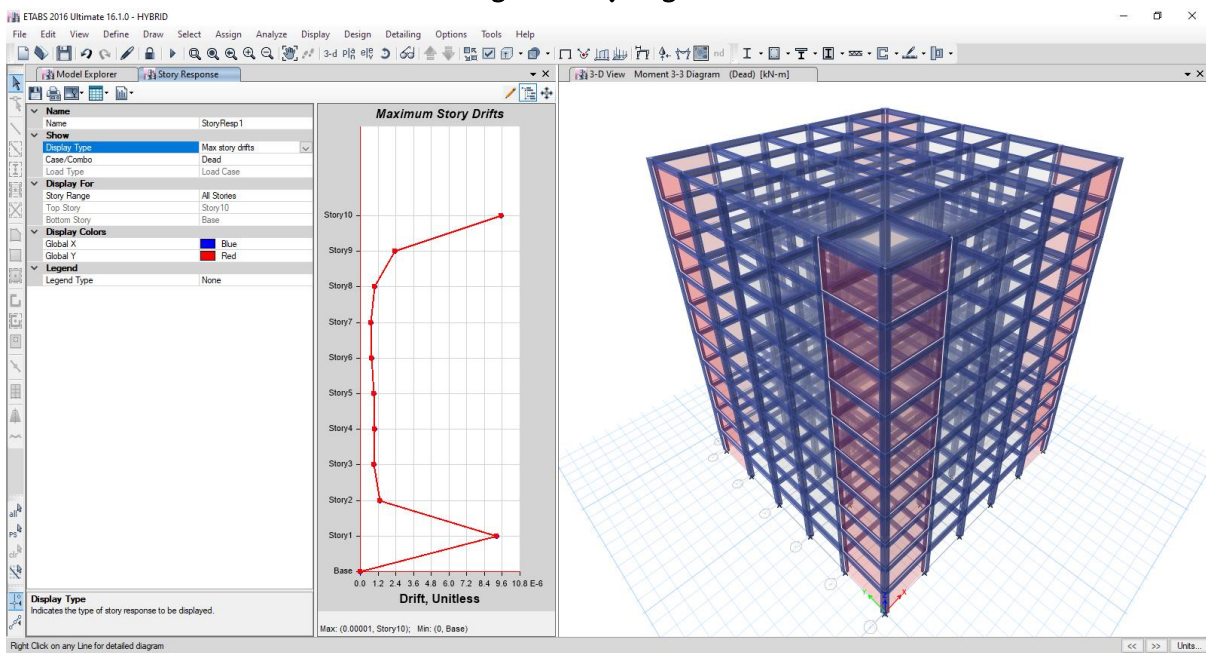 ETABS 2016 Ultimate 16.1.0 - HYBRID
File Edit View Define Draw Select Assign Analyze Display Design Detailing Options Tools Help
3-d
nd
Model Explorer
Story Response
3-D View Moment 3-3 Diagram (Dead) [kN-m]
Name
Name StoryResp1
Show
Display Type Max story drifts
Case/Combo Dead
Load Type Load Case
Display For
Story Range All Stories
Top Story Story10
Bottom Story Base
Display Colors
Global X Blue
Global Y Red
Legend
Legend Type None
Maximum Story Drifts
Story10
Story9
Story8
Story7
Story6
Story5
Story4
Story3
Story2
Story1
Base
0.0 1.2 2.4 3.6 4.8 6.0 7.2 8.4 9.6 10.8 E-6
Drift, Unitless
Max: (0.00001, Story10); Min: (0, Base)
all
PS
clr
Display Type
Indicates the type of story response to be displayed.
X
Y
Z
Right Click on any Line for detailed diagram
<< >> Units...